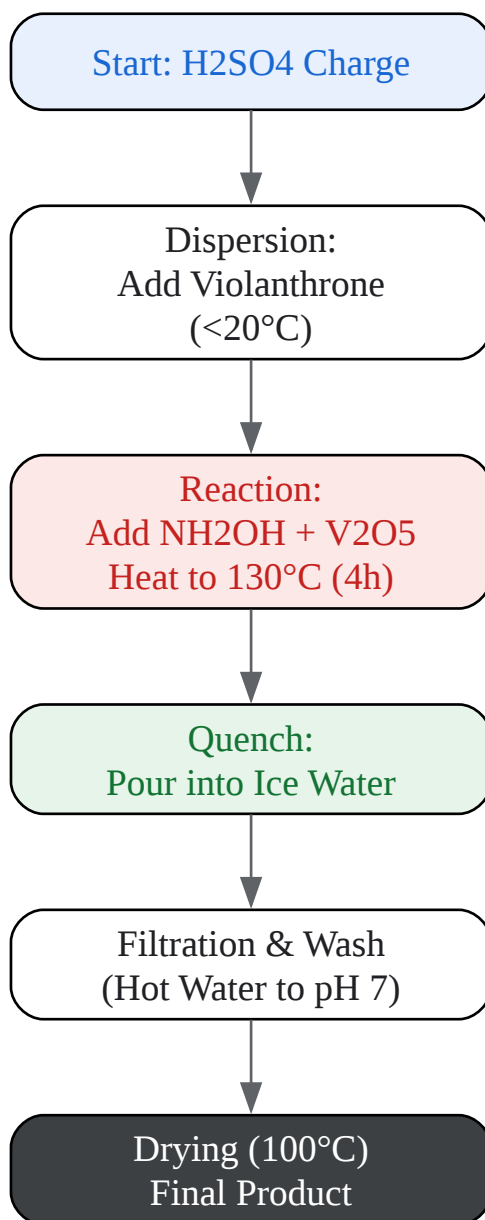 Start: H2SO4 Charge
Dispersion:
Add Violanthrone
(<20°C)
Reaction:
Add NH2OH + V2O5
Heat to 130°C (4h)
Quench:
Pour into Ice Water
Filtration & Wash
(Hot Water to pH 7)
Drying (100°C)
Final Product